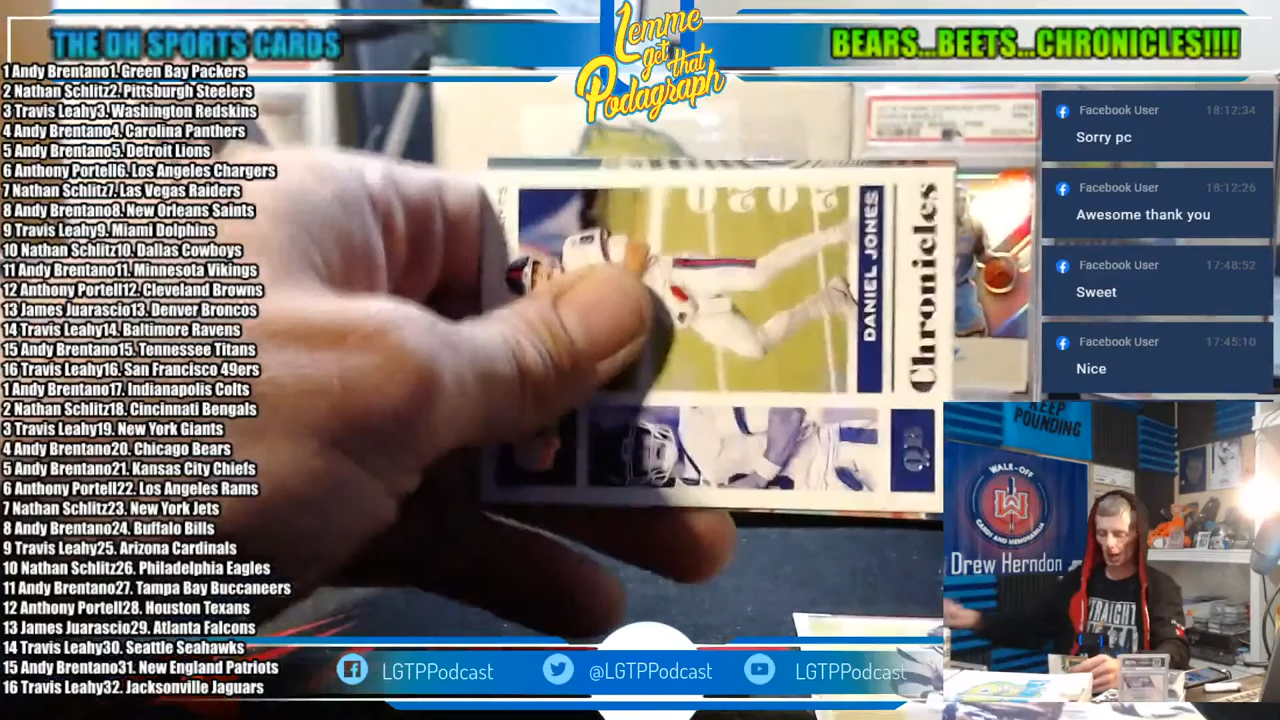 THE DH SPORTS CARDS
Lemme
get that
Podagraph
BEARS...BEETS...CHRONICLES!!!!
1 Andy Brentano1. Green Bay Packers
2 Nathan Schlitz2. Pittsburgh Steelers
3 Travis Leahy3. Washington Redskins
4 Andy Brentano4. Carolina Panthers
5 Andy Brentano5. Detroit Lions
6 Anthony Portell6. Los Angeles Chargers
7 Nathan Schlitz7. Las Vegas Raiders
8 Andy Brentano8. New Orleans Saints
9 Travis Leahy9. Miami Dolphins
10 Nathan Schlitz10. Dallas Cowboys
11 Andy Brentano11. Minnesota Vikings
12 Anthony Portell12. Cleveland Browns
13 James Juarascio13. Denver Broncos
14 Travis Leahy14. Baltimore Ravens
15 Andy Brentano15. Tennessee Titans
16 Travis Leahy16. San Francisco 49ers
1 Andy Brentano17. Indianapolis Colts
2 Nathan Schlitz18. Cincinnati Bengals
3 Travis Leahy19. New York Giants
4 Andy Brentano20. Chicago Bears
5 Andy Brentano21. Kansas City Chiefs
6 Anthony Portell22. Los Angeles Rams
7 Nathan Schlitz23. New York Jets
8 Andy Brentano24. Buffalo Bills
9 Travis Leahy25. Arizona Cardinals
10 Nathan Schlitz26. Philadelphia Eagles
11 Andy Brentano27. Tampa Bay Buccaneers
12 Anthony Portell28. Houston Texans
13 James Juarascio29. Atlanta Falcons
14 Travis Leahy30. Seattle Seahawks
15 Andy Brentano31. New England Patriots
16 Travis Leahy32. Jacksonville Jaguars
DANIEL JONES
Chronicles
Facebook User 18:12:34
Sorry pc
Facebook User 18:12:26
Awesome thank you
Facebook User 17:48:52
Sweet
Facebook User 17:45:10
Nice
KEEP
POUNDING
WALK-OFF
CARDS AND MEMORABILIA
Drew Herndon
LGTPPodcast
@LGTPPodcast
LGTPPodcast